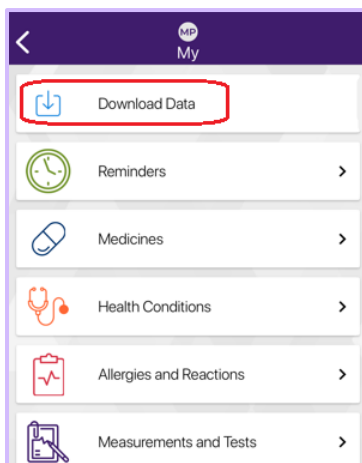 MP
My
Download Data
Reminders
Medicines
Health Conditions
Allergies and Reactions
Measurements and Tests